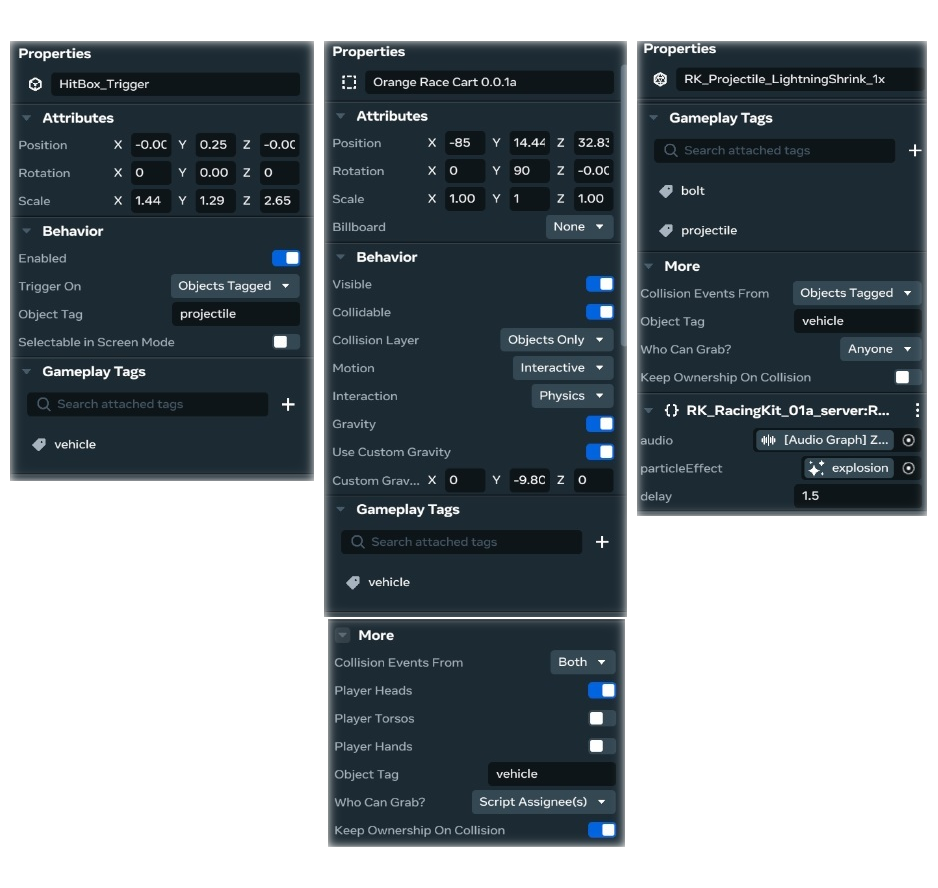 Properties
HitBox_Trigger
Attributes
Position X -0.00 Y 0.25 Z -0.00
Rotation X 0 Y 0.00 Z 0
Scale X 1.44 Y 1.29 Z 2.65
Behavior
Enabled
Trigger On Objects Tagged
Object Tag projectile
Selectable in Screen Mode
Gameplay Tags
Search attached tags +
vehicle
Properties
Orange Race Cart 0.0.1a
Attributes
Position X -85 Y 14.44 Z 32.83
Rotation X 0 Y 90 Z -0.00
Scale X 1.00 Y 1 Z 1.00
Billboard None
Behavior
Visible
Collidable
Collision Layer Objects Only
Motion Interactive
Interaction Physics
Gravity
Use Custom Gravity
Custom Grav... X 0 Y -9.80 Z 0
Gameplay Tags
Search attached tags +
vehicle
More
Collision Events From Both
Player Heads
Player Torsos
Player Hands
Object Tag vehicle
Who Can Grab? Script Assignee(s)
Keep Ownership On Collision
Properties
RK_Projectile_LightningShrink_1x
Gameplay Tags
Search attached tags +
bolt
projectile
More
Collision Events From Objects Tagged
Object Tag vehicle
Who Can Grab? Anyone
Keep Ownership On Collision
{} RK_RacingKit_01a_server:R...
audio [Audio Graph] Z...
particleEffect explosion
delay 1.5